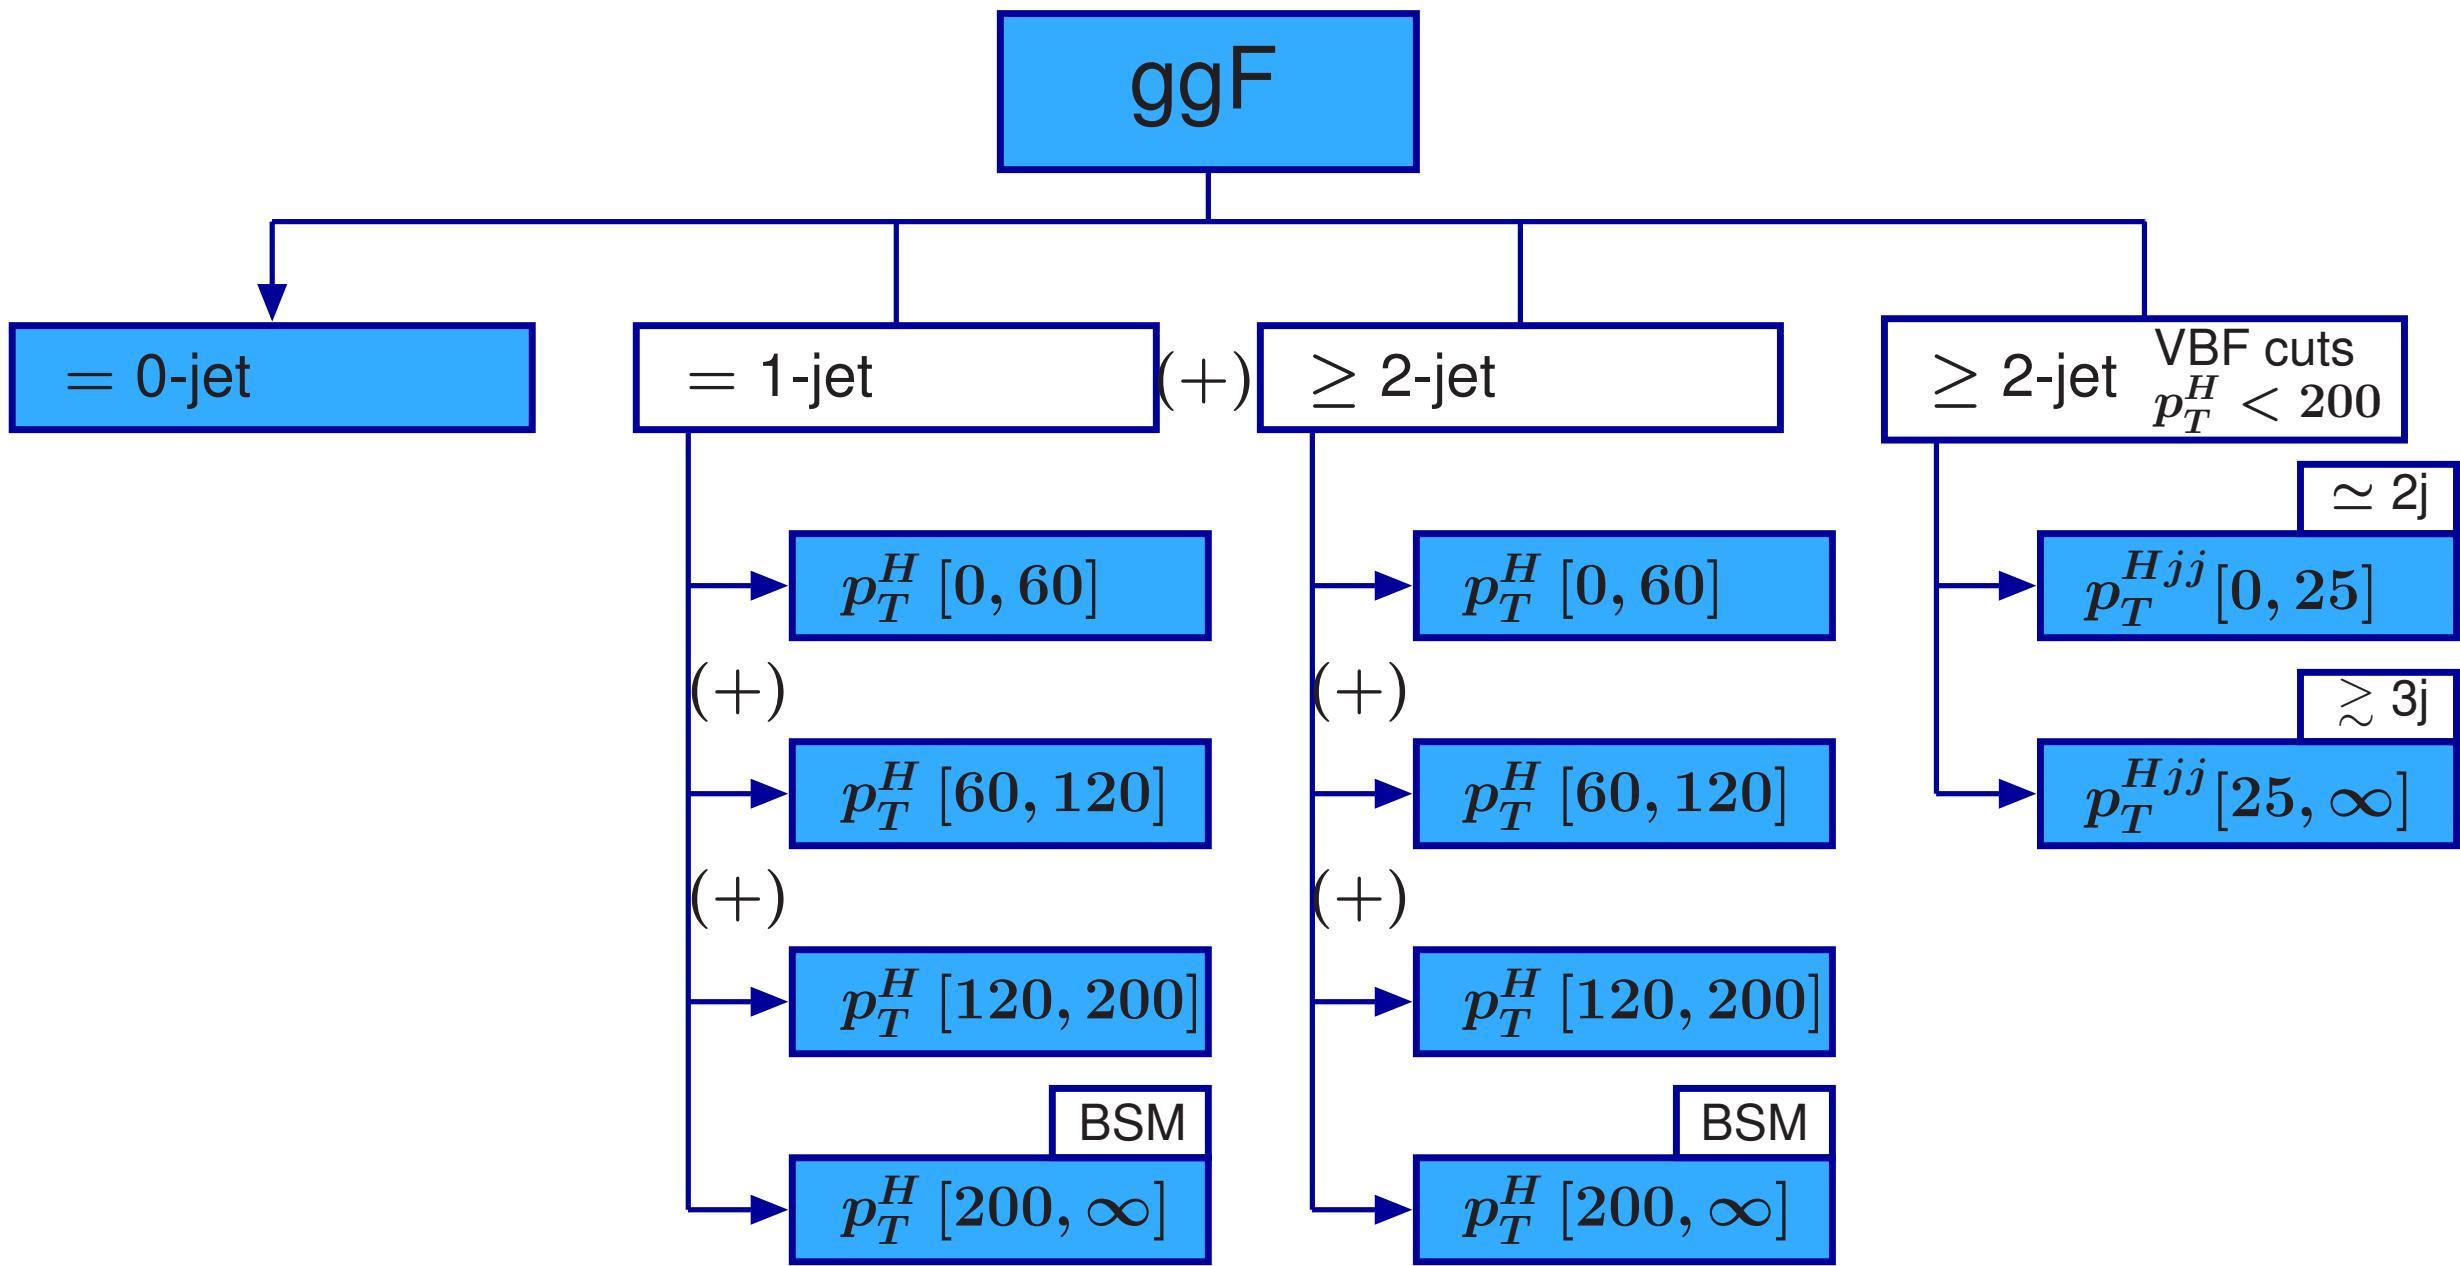 ggF
= 0-jet
= 1-jet
(+)
≥ 2-jet
≥ 2-jet VBF cuts
p_T^H < 200
p_T^H [0, 60]
(+)
p_T^H [60, 120]
(+)
p_T^H [120, 200]
BSM
p_T^H [200, ∞]
p_T^H [0, 60]
(+)
p_T^H [60, 120]
(+)
p_T^H [120, 200]
BSM
p_T^H [200, ∞]
≃ 2j
p_T^{Hjj} [0, 25]
≳ 3j
p_T^{Hjj} [25, ∞]